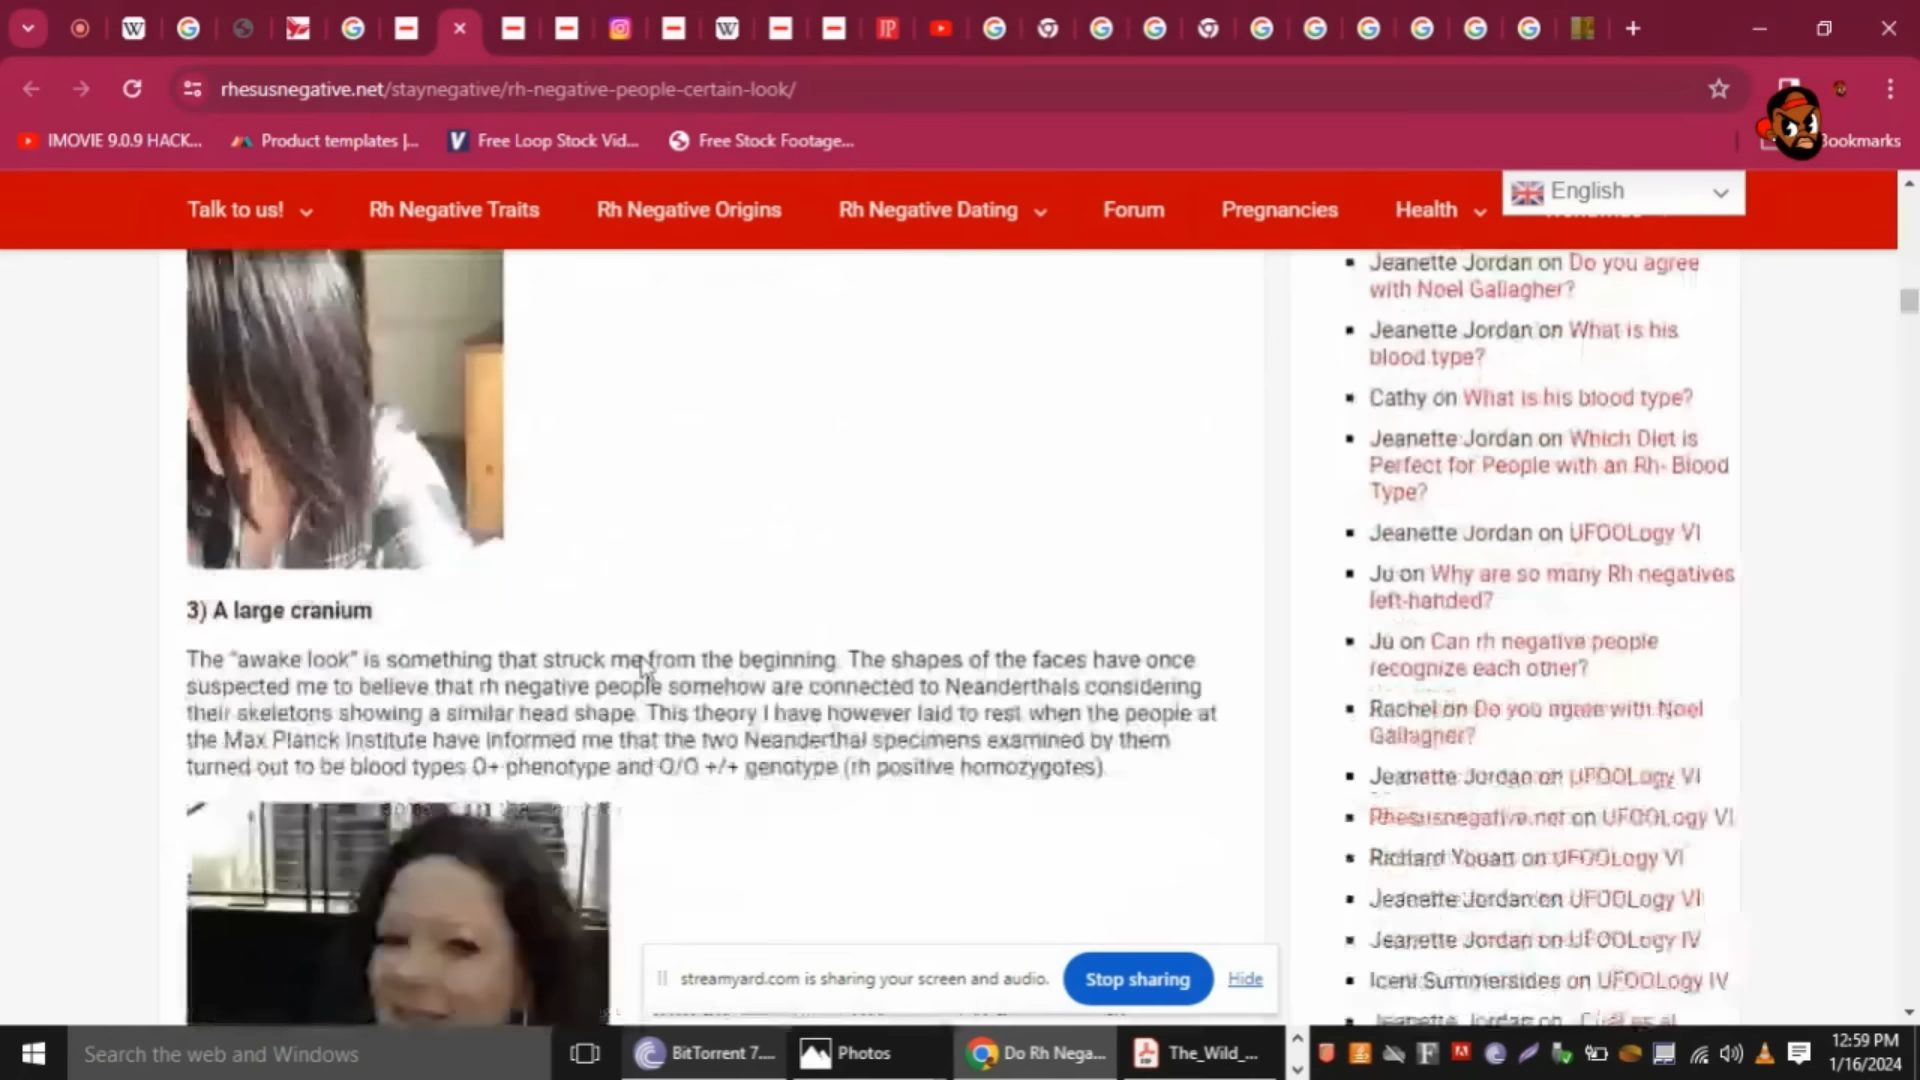 rhesusnegative.net/staynegative/rh-negative-people-certain-look/
IMOVIE 9.0.9 HACK...
Product templates |...
Free Loop Stock Vid...
Free Stock Footage...
Bookmarks
Talk to us!
Rh Negative Traits
Rh Negative Origins
Rh Negative Dating
Forum
Pregnancies
Health
English
3) A large cranium
The "awake look" is something that struck me from the beginning. The shapes of the faces have once
suspected me to believe that rh negative people somehow are connected to Neanderthals considering
their skeletons showing a similar head shape. This theory I have however laid to rest when the people at
the Max Planck Institute have informed me that the two Neanderthal specimens examined by them
turned out to be blood types O+ phenotype and O/O +/+ genotype (rh positive homozygotes).
Jeanette Jordan on Do you agree
with Noel Gallagher?
Jeanette Jordan on What is his
blood type?
Cathy on What is his blood type?
Jeanette Jordan on Which Diet is
Perfect for People with an Rh- Blood
Type?
Jeanette Jordan on UFOOLogy VI
Ju on Why are so many Rh negatives
left-handed?
Ju on Can rh negative people
recognize each other?
Rachel on Do you agree with Noel
Gallagher?
Jeanette Jordan on UFOOLogy VI
Rhesusnegative.net on UFOOLogy VI
Richard Youatt on UFOOLogy VI
Jeanette Jordan on UFOOLogy VI
Jeanette Jordan on UFOOLogy IV
Iceni Summersides on UFOOLogy IV
streamyard.com is sharing your screen and audio.
Stop sharing
Hide
Search the web and Windows
BitTorrent 7....
Photos
Do Rh Nega...
The_Wild_...
12:59 PM
1/16/2024